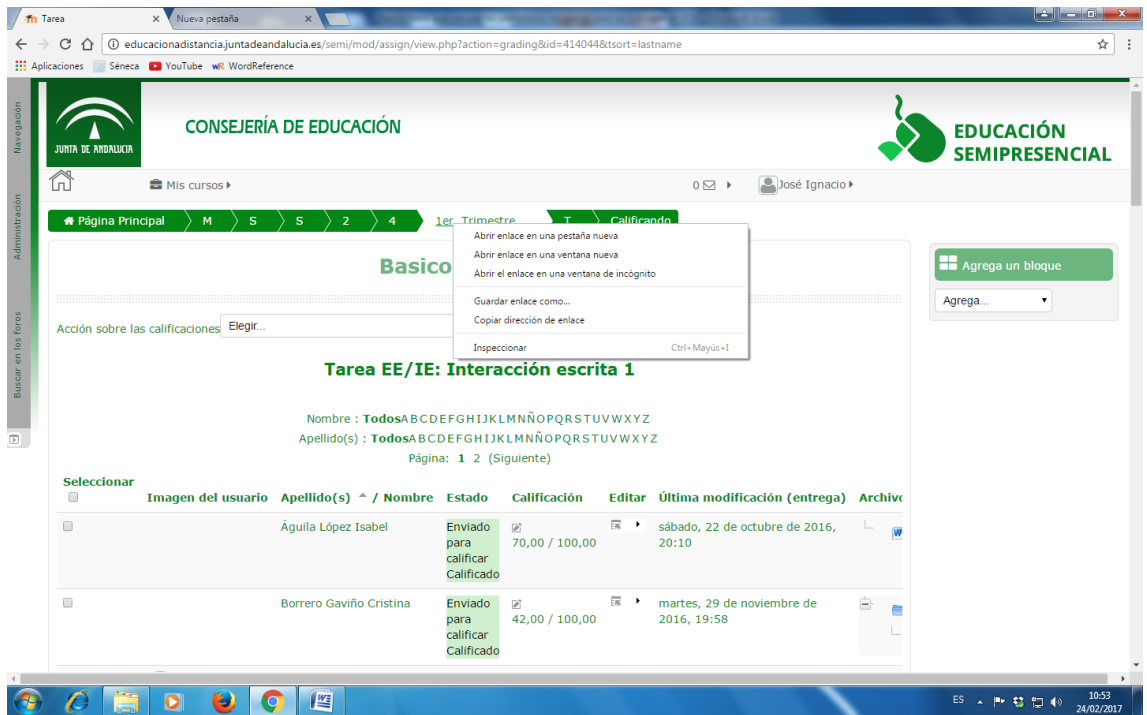 Tarea
Nueva pestaña
educacionadistancia.juntadeandalucia.es/semi/mod/assign/view.php?action=grading&id=414044&tsort=lastname
Aplicaciones Séneca YouTube WordReference
Navegación
Administración
Buscar en los foros
JUNTA DE ANDALUCIA
CONSEJERÍA DE EDUCACIÓN
EDUCACIÓN
SEMIPRESENCIAL
Mis cursos
0
José Ignacio
Página Principal M S S 2 4 1er Trimestre T Calificando
Abrir enlace en una pestaña nueva
Abrir enlace en una ventana nueva
Abrir el enlace en una ventana de incógnito
Guardar enlace como...
Copiar dirección de enlace
Inspeccionar Ctrl+Mayús+I
Basico
Agrega un bloque
Agrega...
Acción sobre las calificaciones Elegir...
Tarea EE/IE: Interacción escrita 1
Nombre : Todos A B C D E F G H I J K L M N Ñ O P Q R S T U V W X Y Z
Apellido(s) : Todos A B C D E F G H I J K L M N Ñ O P Q R S T U V W X Y Z
Página: 1 2 (Siguiente)
Seleccionar
Imagen del usuario Apellido(s) / Nombre Estado Calificación Editar Última modificación (entrega) Archivo
Águila López Isabel
Enviado
para
calificar
Calificado
70,00 / 100,00
sábado, 22 de octubre de 2016,
20:10
Borrero Gaviño Cristina
Enviado
para
calificar
Calificado
42,00 / 100,00
martes, 29 de noviembre de
2016, 19:58
ES
10:53
24/02/2017